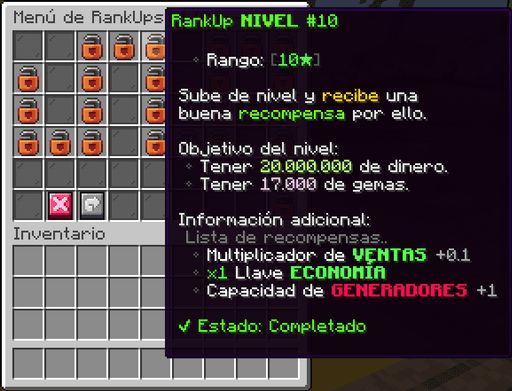 Menú de RankUps
RankUp NIVEL #10
◦ Rango: [10★]
Sube de nivel y recibe una
buena recompensa por ello.
Objetivo del nivel:
◦ Tener 20.000.000 de dinero.
◦ Tener 17.000 de gemas.
Información adicional:
Lista de recompensas..
◦ Multiplicador de VENTAS +0.1
◦ x1 Llave ECONOMÍA
◦ Capacidad de GENERADORES +1
✓ Estado: Completado
Inventario